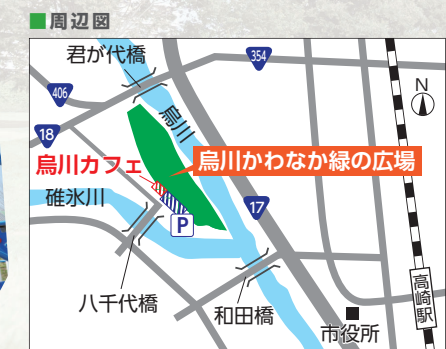 ■周辺図
君が代橋
354
406
N
烏川
18
烏川カフェ
烏川かわなか緑の広場
碓氷川
17
P
八千代橋
和田橋
高崎駅
市役所